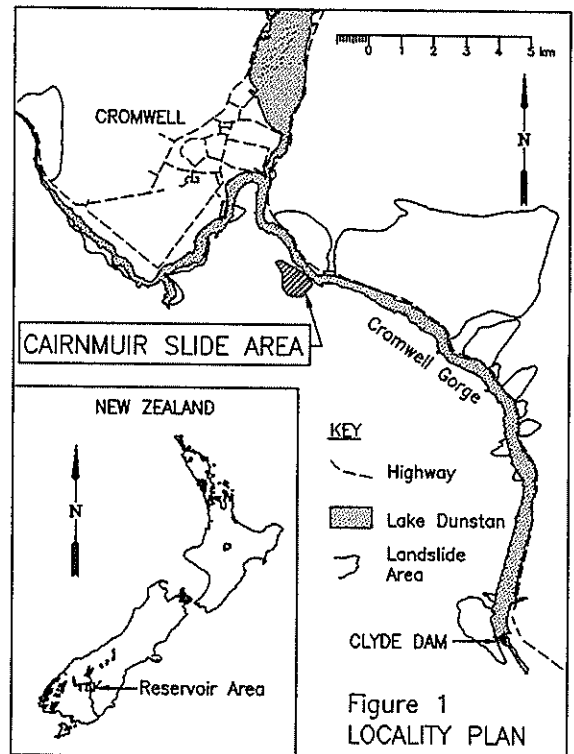 0 1 2 3 4 5 km
CROMWELL
N
CAIRNMUIR SLIDE AREA
Cromwell Gorge
NEW ZEALAND
N
Reservoir Area
KEY
Highway
Lake Dunstan
Landslide
Area
CLYDE DAM
Figure 1
LOCALITY PLAN